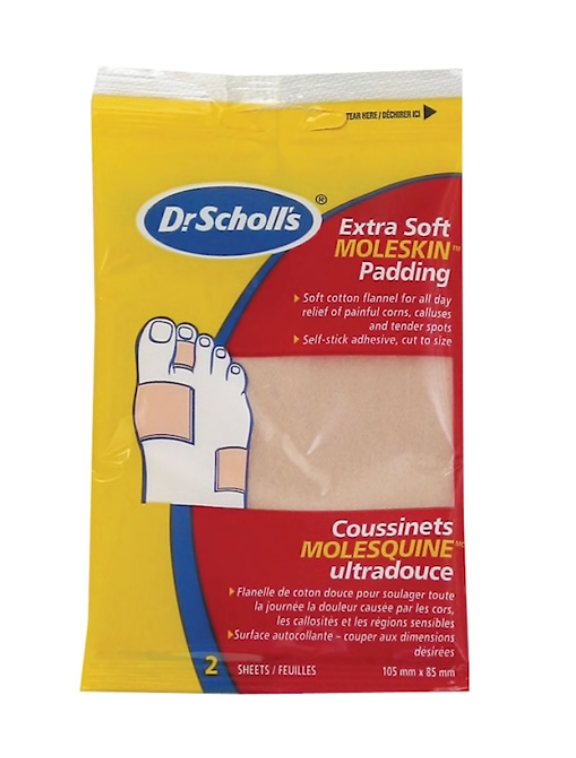 TEAR HERE / DÉCHIRER ICI
Dr Scholl's®
Extra Soft
MOLESKIN™
Padding
Soft cotton flannel for all day
relief of painful corns, calluses
and tender spots
Self-stick adhesive, cut to size
Coussinets
MOLESQUINE MC
ultradouce
Flanelle de coton douce pour soulager toute
la journée la douleur causée par les cors,
les callosités et les régions sensibles
Surface autocollante – couper aux dimensions
désirées
2 SHEETS / FEUILLES 105 mm x 85 mm